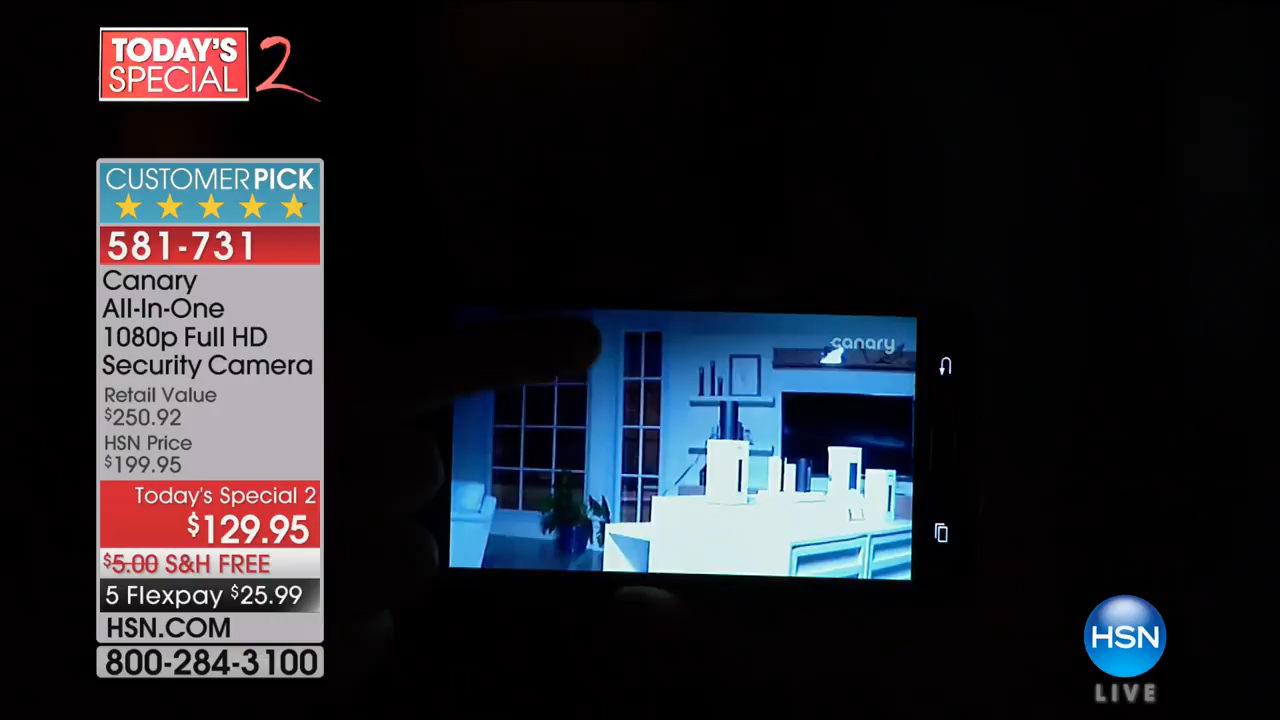 TODAY'S
SPECIAL 2
CUSTOMERPICK
581-731
Canary
All-In-One
1080p Full HD
Security Camera
Retail Value
$250.92
HSN Price
$199.95
Today's Special 2
$129.95
$5.00 S&H FREE
5 Flexpay $25.99
HSN.COM
800-284-3100
canary
HSN
LIVE